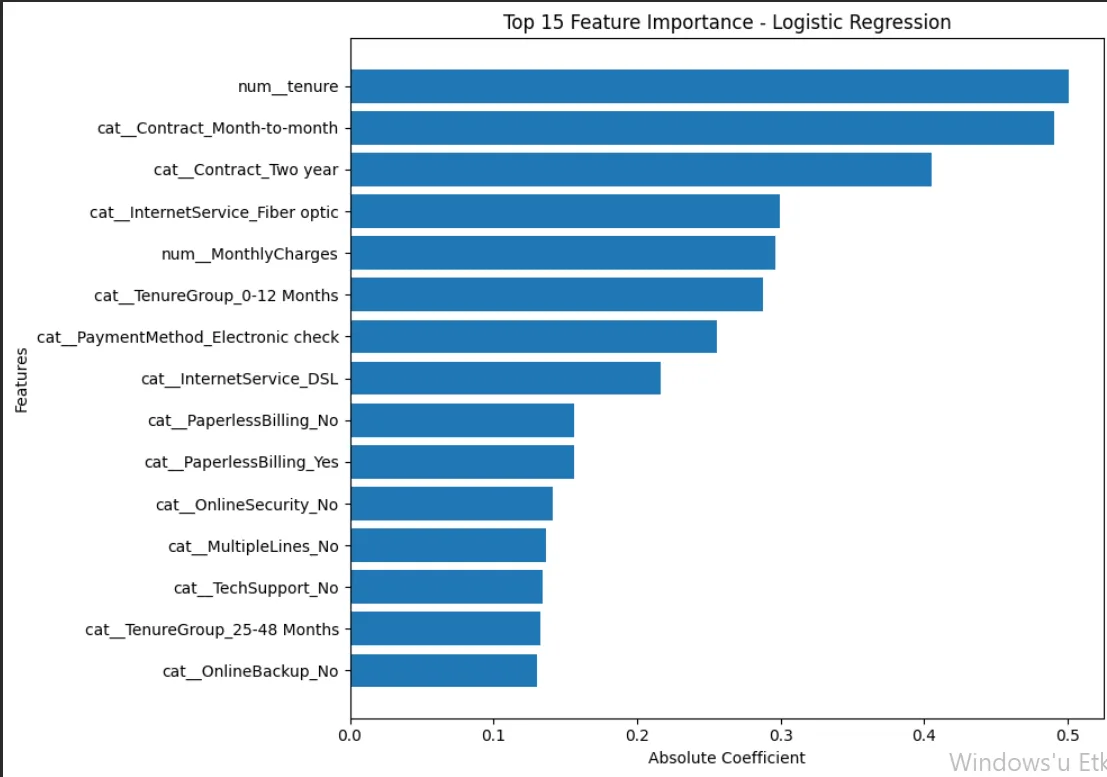 Top 15 Feature Importance - Logistic Regression
num__tenure
cat__Contract_Month-to-month
cat__Contract_Two year
cat__InternetService_Fiber optic
num__MonthlyCharges
cat__TenureGroup_0-12 Months
cat__PaymentMethod_Electronic check
cat__InternetService_DSL
cat__PaperlessBilling_No
cat__PaperlessBilling_Yes
cat__OnlineSecurity_No
cat__MultipleLines_No
cat__TechSupport_No
cat__TenureGroup_25-48 Months
cat__OnlineBackup_No
Features
0.0 0.1 0.2 0.3 0.4 0.5
Absolute Coefficient
Windows'u Etk